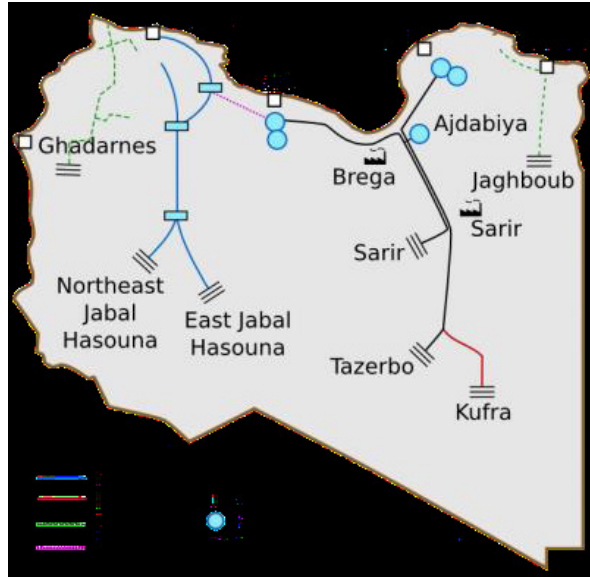 Ghadarnes
Ajdabiya
Brega
Jaghboub
Sarir
Sarir
Northeast
Jabal
Hasouna
East Jabal
Hasouna
Tazerbo
Kufra